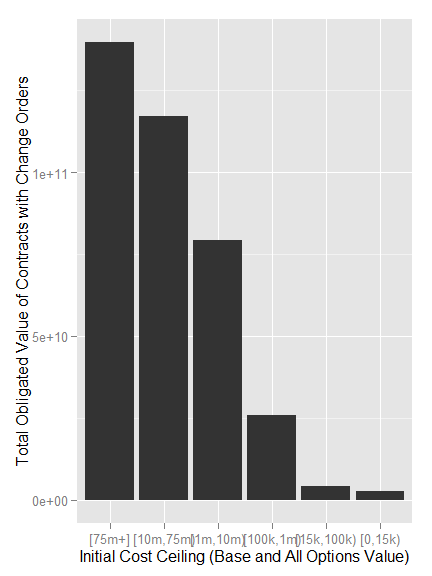 Total Obligated Value of Contracts with Change Orders
1e+11
5e+10
0e+00
[75m+] [10m,75m) [1m,10m) [100k,1m) [15k,100k) [0,15k)
Initial Cost Ceiling (Base and All Options Value)